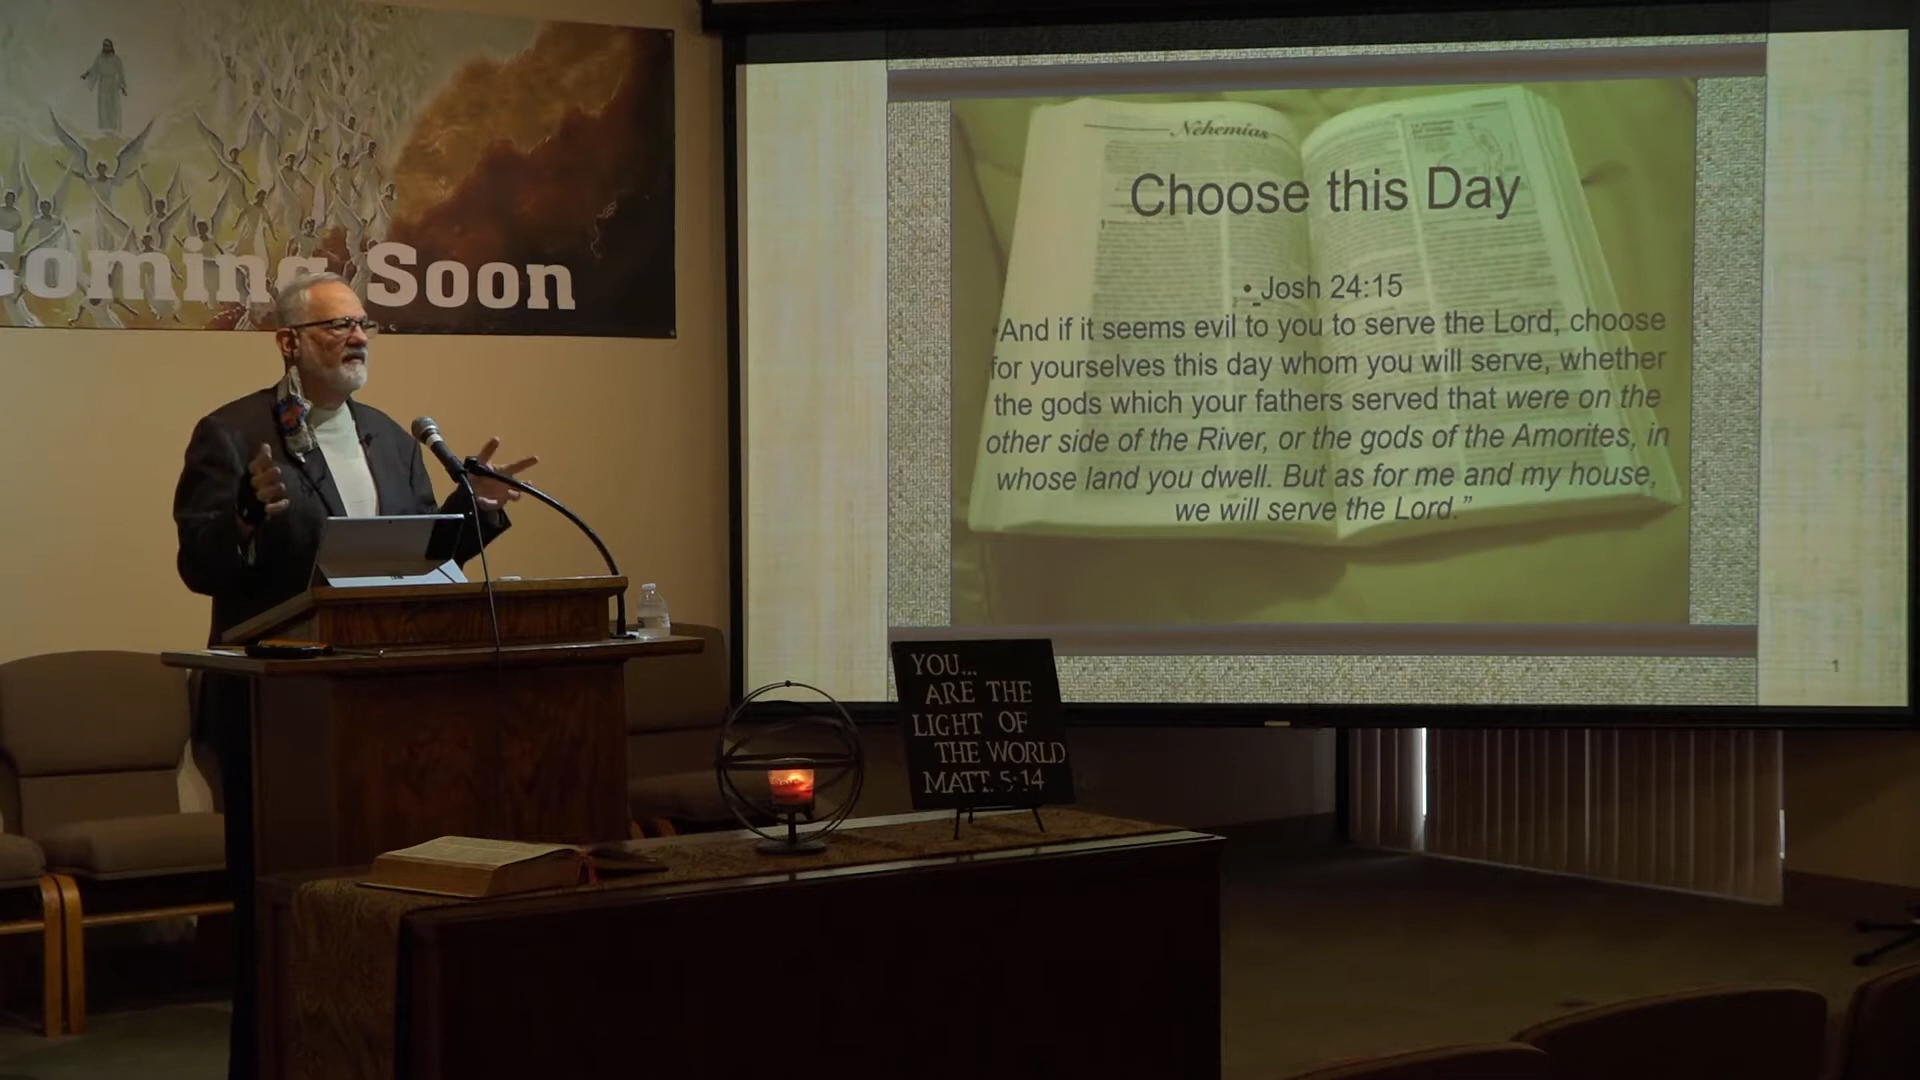 Coming Soon
Nehemías
Choose this Day
• Josh 24:15
And if it seems evil to you to serve the Lord, choose
for yourselves this day whom you will serve, whether
the gods which your fathers served that were on the
other side of the River, or the gods of the Amorites, in
whose land you dwell. But as for me and my house,
we will serve the Lord.”
1
YOU...
ARE THE
LIGHT OF
THE WORLD
MATT. 5:14